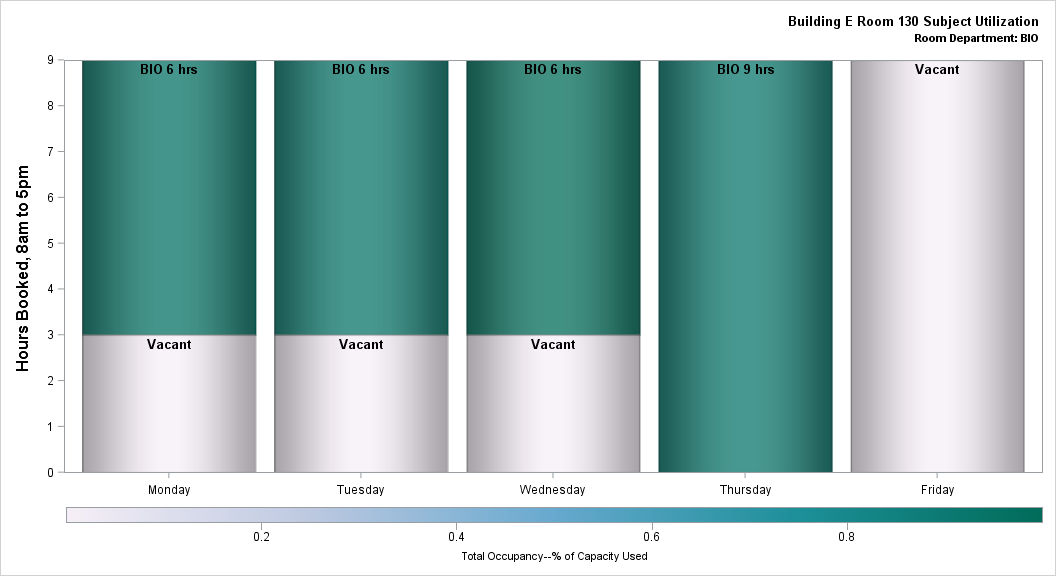 Building E Room 130 Subject Utilization
Room Department: BIO
Hours Booked, 8am to 5pm
9
8
7
6
5
4
3
2
1
0
BIO 6 hrs
BIO 6 hrs
BIO 6 hrs
BIO 9 hrs
Vacant
Vacant
Vacant
Vacant
Monday
Tuesday
Wednesday
Thursday
Friday
0.2
0.4
0.6
0.8
Total Occupancy--% of Capacity Used